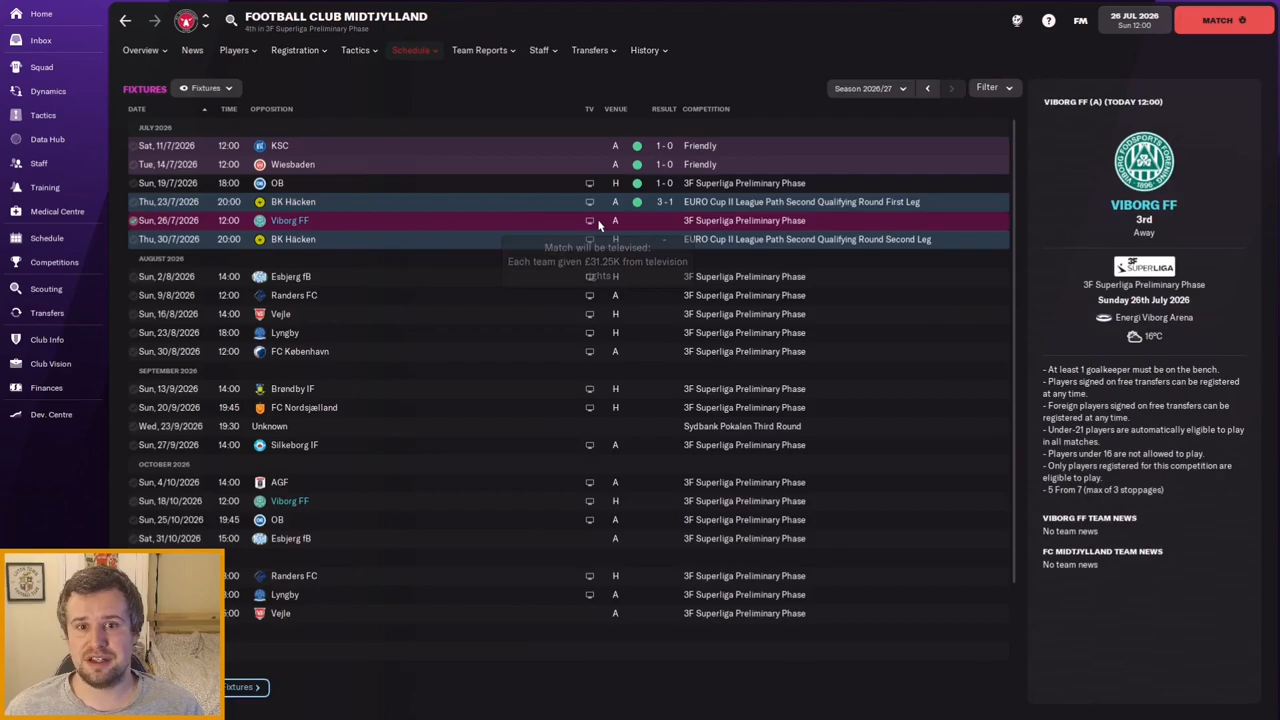 Home
Inbox
Squad
Dynamics
Tactics
Data Hub
Staff
Training
Medical Centre
Schedule
Competitions
Scouting
Transfers
Club Info
Club Vision
Finances
Dev. Centre
FOOTBALL CLUB MIDTJYLLAND
4th in 3F Superliga Preliminary Phase
FM
26 JUL 2026
Sun 12:00
MATCH
Overview News Players Registration Tactics Schedule Team Reports Staff Transfers History
FIXTURES Fixtures Season 2026/27 Filter
DATE TIME OPPOSITION TV VENUE RESULT COMPETITION
JULY 2026
Sat, 11/7/2026 12:00 KSC A 1 - 0 Friendly
Tue, 14/7/2026 12:00 Wiesbaden A 1 - 0 Friendly
Sun, 19/7/2026 18:00 OB H 1 - 0 3F Superliga Preliminary Phase
Thu, 23/7/2026 20:00 BK Häcken A 3 - 1 EURO Cup II League Path Second Qualifying Round First Leg
Sun, 26/7/2026 12:00 Viborg FF A 3F Superliga Preliminary Phase
Thu, 30/7/2026 20:00 BK Häcken H - EURO Cup II League Path Second Qualifying Round Second Leg
Match will be televised:
Each team given £31.25K from television
rights
AUGUST 2026
Sun, 2/8/2026 14:00 Esbjerg fB H 3F Superliga Preliminary Phase
Sun, 9/8/2026 12:00 Randers FC A 3F Superliga Preliminary Phase
Sun, 16/8/2026 14:00 Vejle H 3F Superliga Preliminary Phase
Sun, 23/8/2026 18:00 Lyngby H 3F Superliga Preliminary Phase
Sun, 30/8/2026 12:00 FC København A 3F Superliga Preliminary Phase
SEPTEMBER 2026
Sun, 13/9/2026 14:00 Brøndby IF H 3F Superliga Preliminary Phase
Sun, 20/9/2026 19:45 FC Nordsjælland H 3F Superliga Preliminary Phase
Wed, 23/9/2026 19:30 Unknown Sydbank Pokalen Third Round
Sun, 27/9/2026 14:00 Silkeborg IF A 3F Superliga Preliminary Phase
OCTOBER 2026
Sun, 4/10/2026 14:00 AGF A 3F Superliga Preliminary Phase
Sun, 18/10/2026 12:00 Viborg FF H 3F Superliga Preliminary Phase
Sun, 25/10/2026 19:45 OB A 3F Superliga Preliminary Phase
Sat, 31/10/2026 15:00 Esbjerg fB A 3F Superliga Preliminary Phase
Randers FC H 3F Superliga Preliminary Phase
Lyngby A 3F Superliga Preliminary Phase
Vejle A 3F Superliga Preliminary Phase
Fixtures
VIBORG FF (A) (TODAY 12:00)
VIBORG FODSPORTS FORENING
1896
VIBORG FF
3rd
Away
3F SUPERLIGA
3F Superliga Preliminary Phase
Sunday 26th July 2026
Energi Viborg Arena
16°C
- At least 1 goalkeeper must be on the bench.
- Players signed on free transfers can be registered
at any time.
- Foreign players signed on free transfers can be
registered at any time.
- Under-21 players are automatically eligible to play
in all matches.
- Players under 16 are not allowed to play.
- Only players registered for this competition are
eligible to play.
- 5 From 7 (max of 3 stoppages)
VIBORG FF TEAM NEWS
No team news
FC MIDTJYLLAND TEAM NEWS
No team news